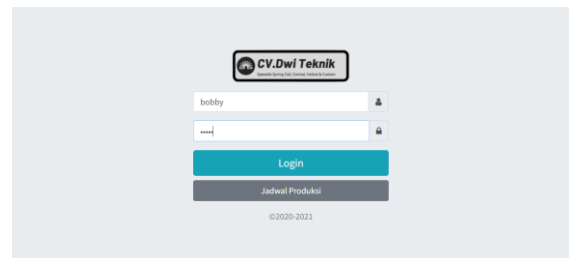 CV.Dwi Teknik
bobby
•••••
Login
Jadwal Produksi
©2020-2021